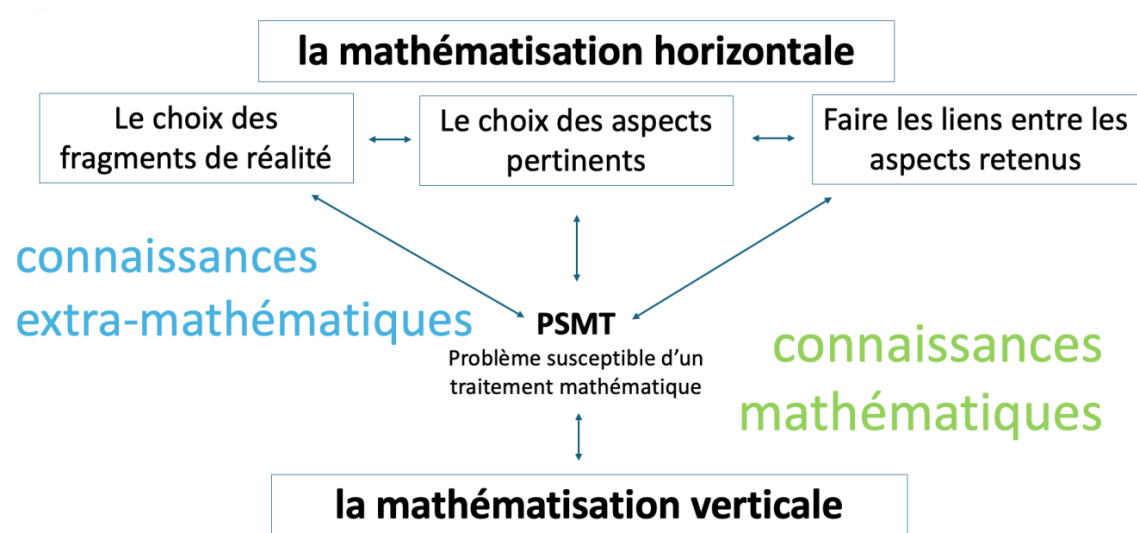 la mathématisation horizontale
Le choix des
fragments de réalité
Le choix des aspects
pertinents
Faire les liens entre les
aspects retenus
connaissances
extra-mathématiques
PSMT
Problème susceptible d'un
traitement mathématique
connaissances
mathématiques
la mathématisation verticale